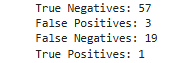 True Negatives: 57
False Positives: 3
False Negatives: 19
True Positives: 1